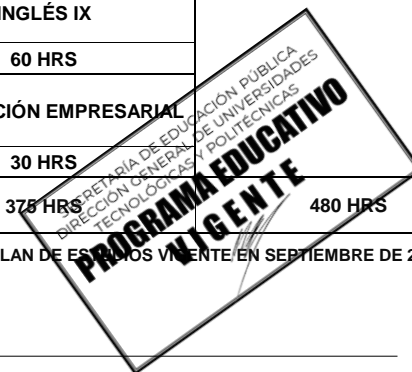 INGLÉS IX
60 HRS
CIÓN EMPRESARIAL
30 HRS
375 HRS
480 HRS
LAN DE ESTUDIOS VIGENTE EN SEPTIEMBRE DE 2
SECRETARÍA DE EDUCACIÓN PÚBLICA
DIRECCIÓN GENERAL DE UNIVERSIDADES
TECNOLÓGICAS Y POLITÉCNICAS
PROGRAMA EDUCATIVO
VIGENTE